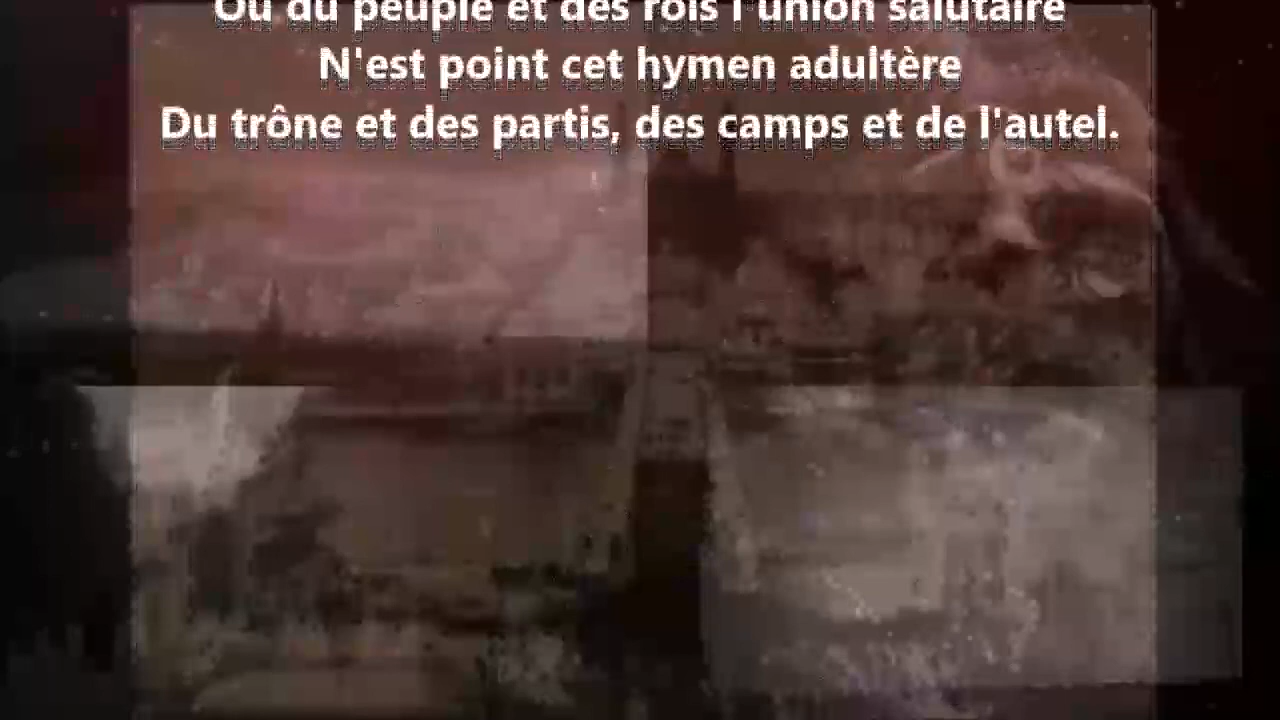 Où du peuple et des rois l'union salutaire
N'est point cet hymen adultère
Du trône et des partis, des camps et de l'autel.